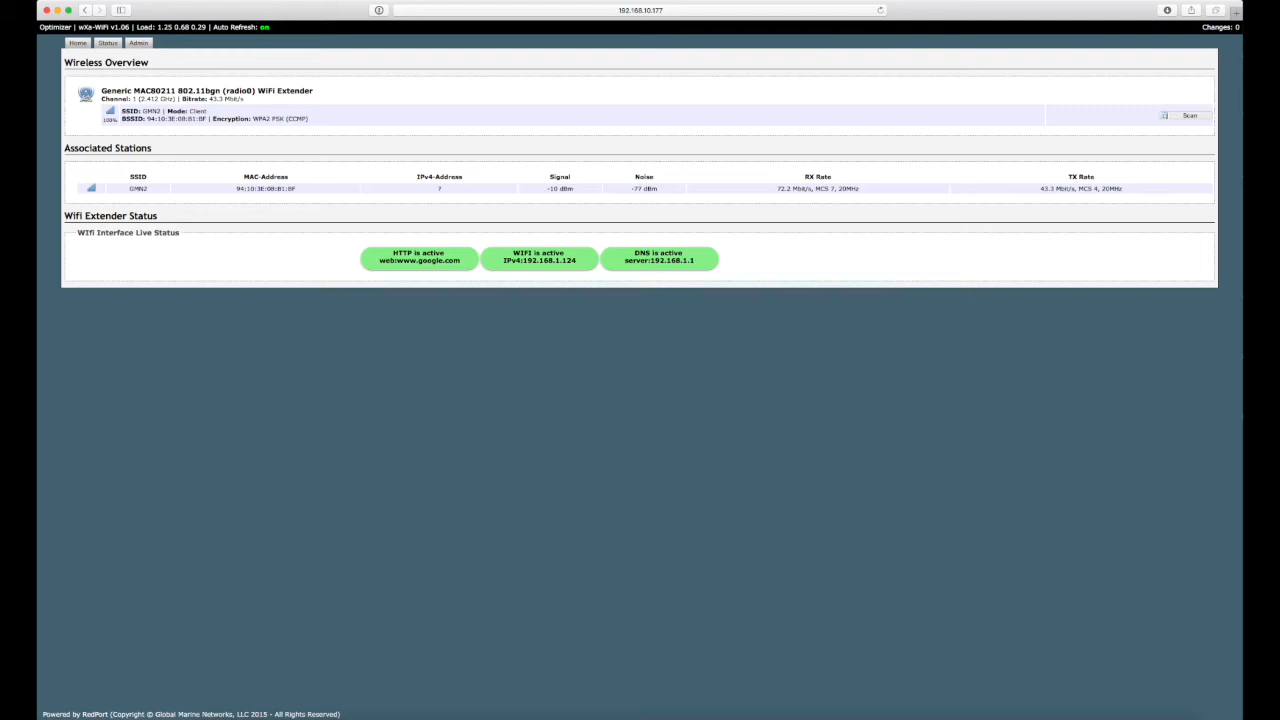 192.168.10.177
Optimizer | wXa-WiFi v1.06 | Load: 1.25 0.68 0.29 | Auto Refresh: on
Changes: 0
Home Status Admin
Wireless Overview
Generic MAC80211 802.11bgn (radio0) WiFi Extender
Channel: 1 (2.412 GHz) | Bitrate: 43.3 Mbit/s
SSID: GMN2 | Mode: Client
100%
BSSID: 94:10:3E:08:B1:BF | Encryption: WPA2 PSK (CCMP)
Scan
Associated Stations
SSID MAC-Address IPv4-Address Signal Noise RX Rate TX Rate
GMN2 94:10:3E:08:B1:BF ? -10 dBm -77 dBm 72.2 Mbit/s, MCS 7, 20MHz 43.3 Mbit/s, MCS 4, 20MHz
Wifi Extender Status
WIfi Interface Live Status
HTTP is active
web:www.google.com
WIFI is active
IPv4:192.168.1.124
DNS is active
server:192.168.1.1
Powered by RedPort (Copyright © Global Marine Networks, LLC 2015 - All Rights Reserved)